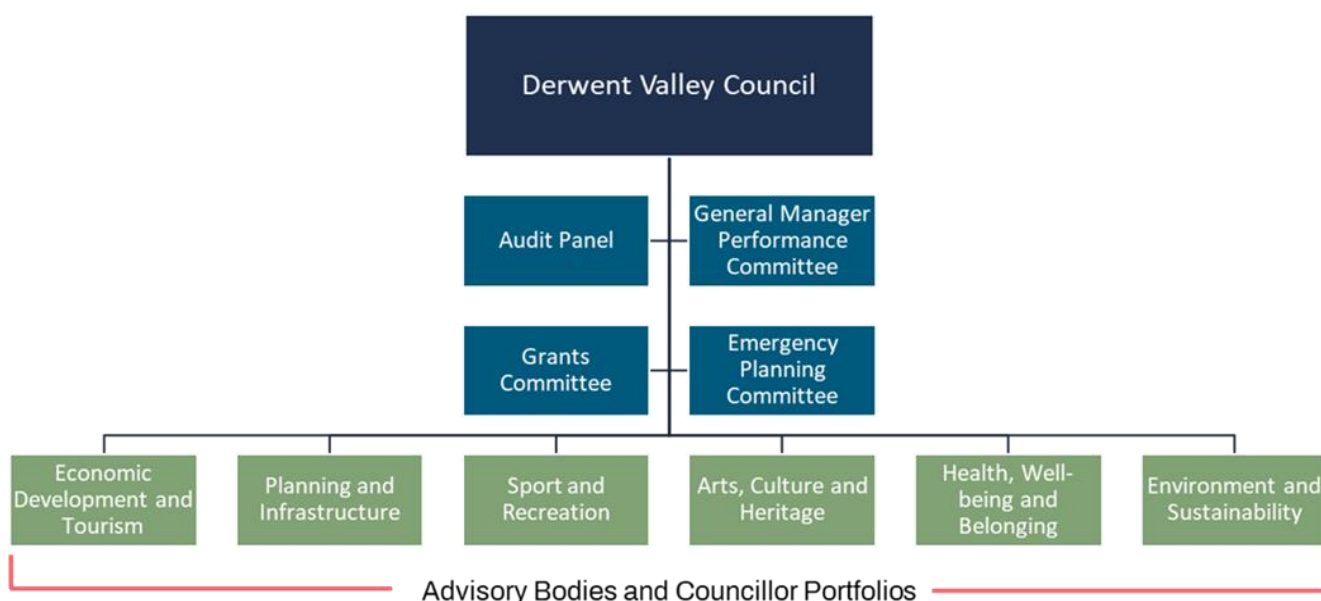 Derwent Valley Council
Audit Panel
General Manager
Performance
Committee
Grants
Committee
Emergency
Planning
Committee
Economic
Development and
Tourism
Planning and
Infrastructure
Sport and
Recreation
Arts, Culture and
Heritage
Health, Well-
being and
Belonging
Environment and
Sustainability
Advisory Bodies and Councillor Portfolios